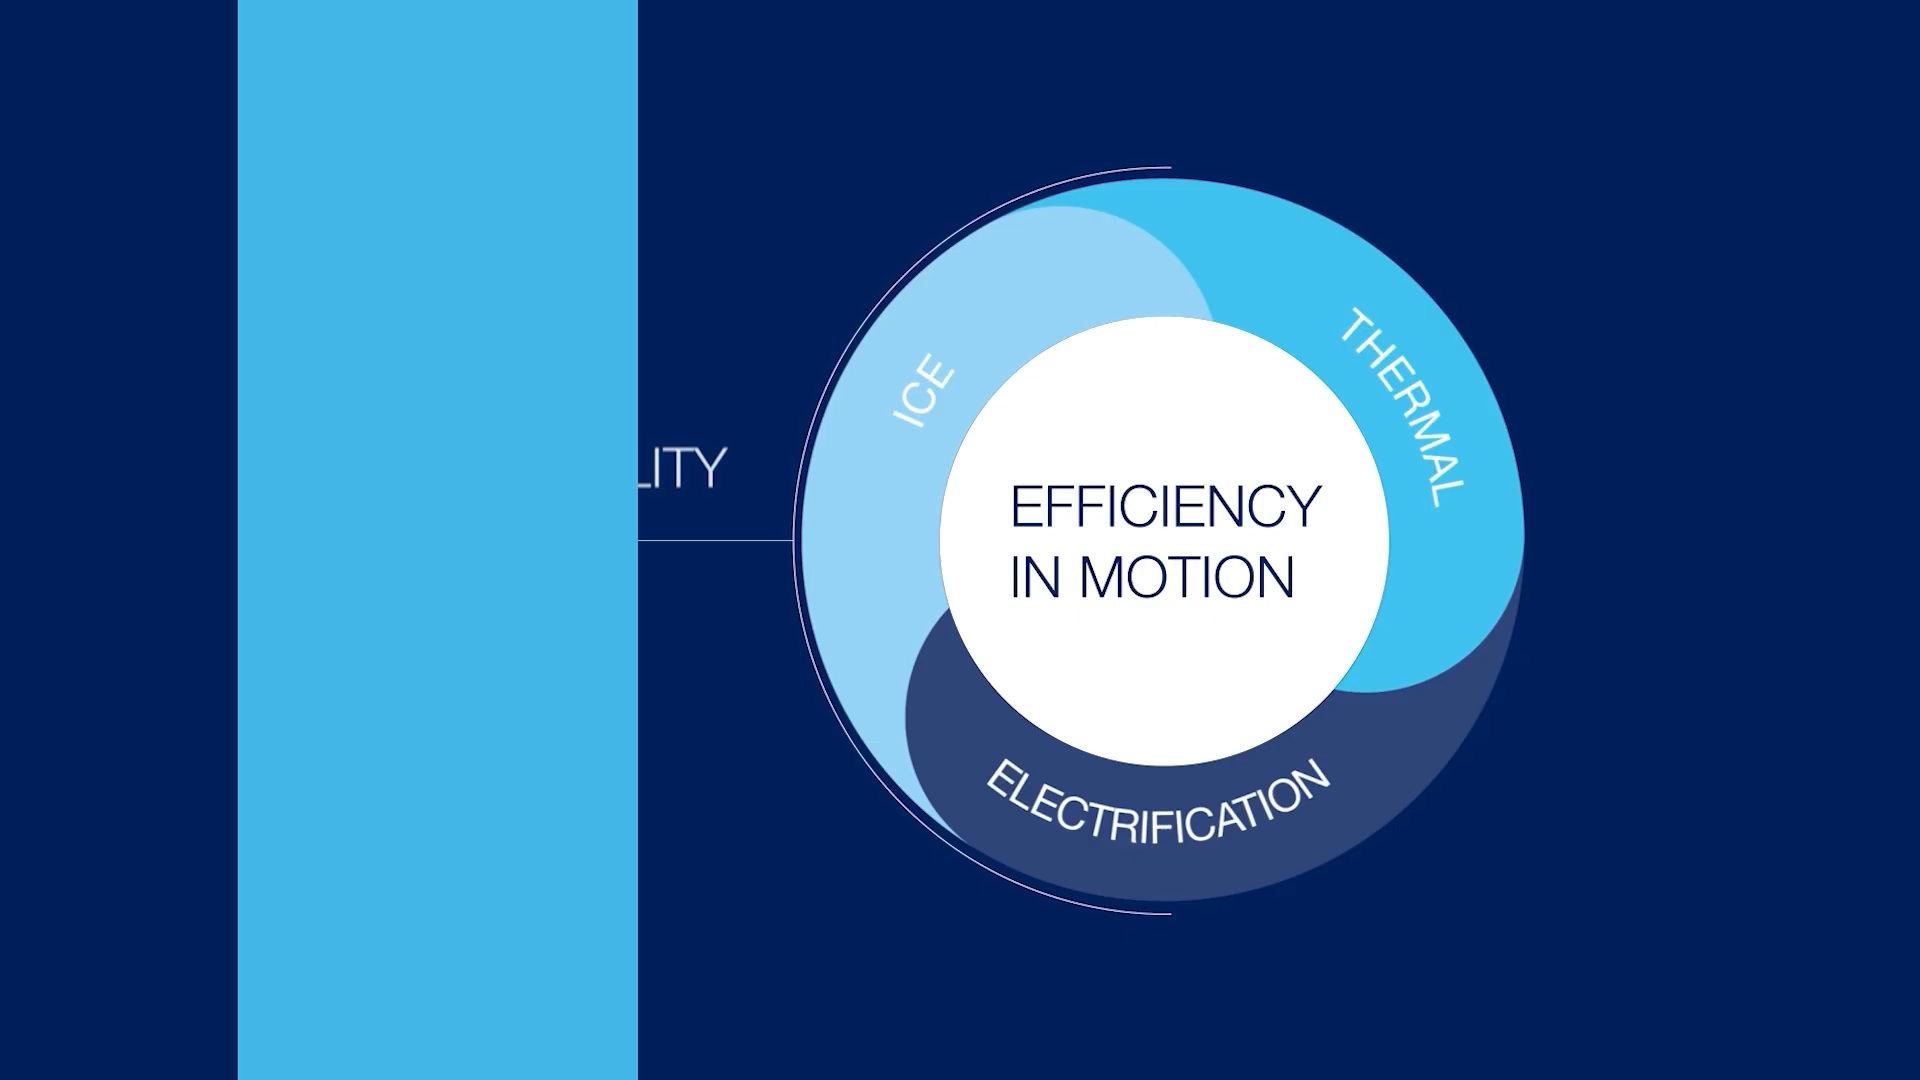 LITY
ICE
THERMAL
EFFICIENCY
IN MOTION
ELECTRIFICATION